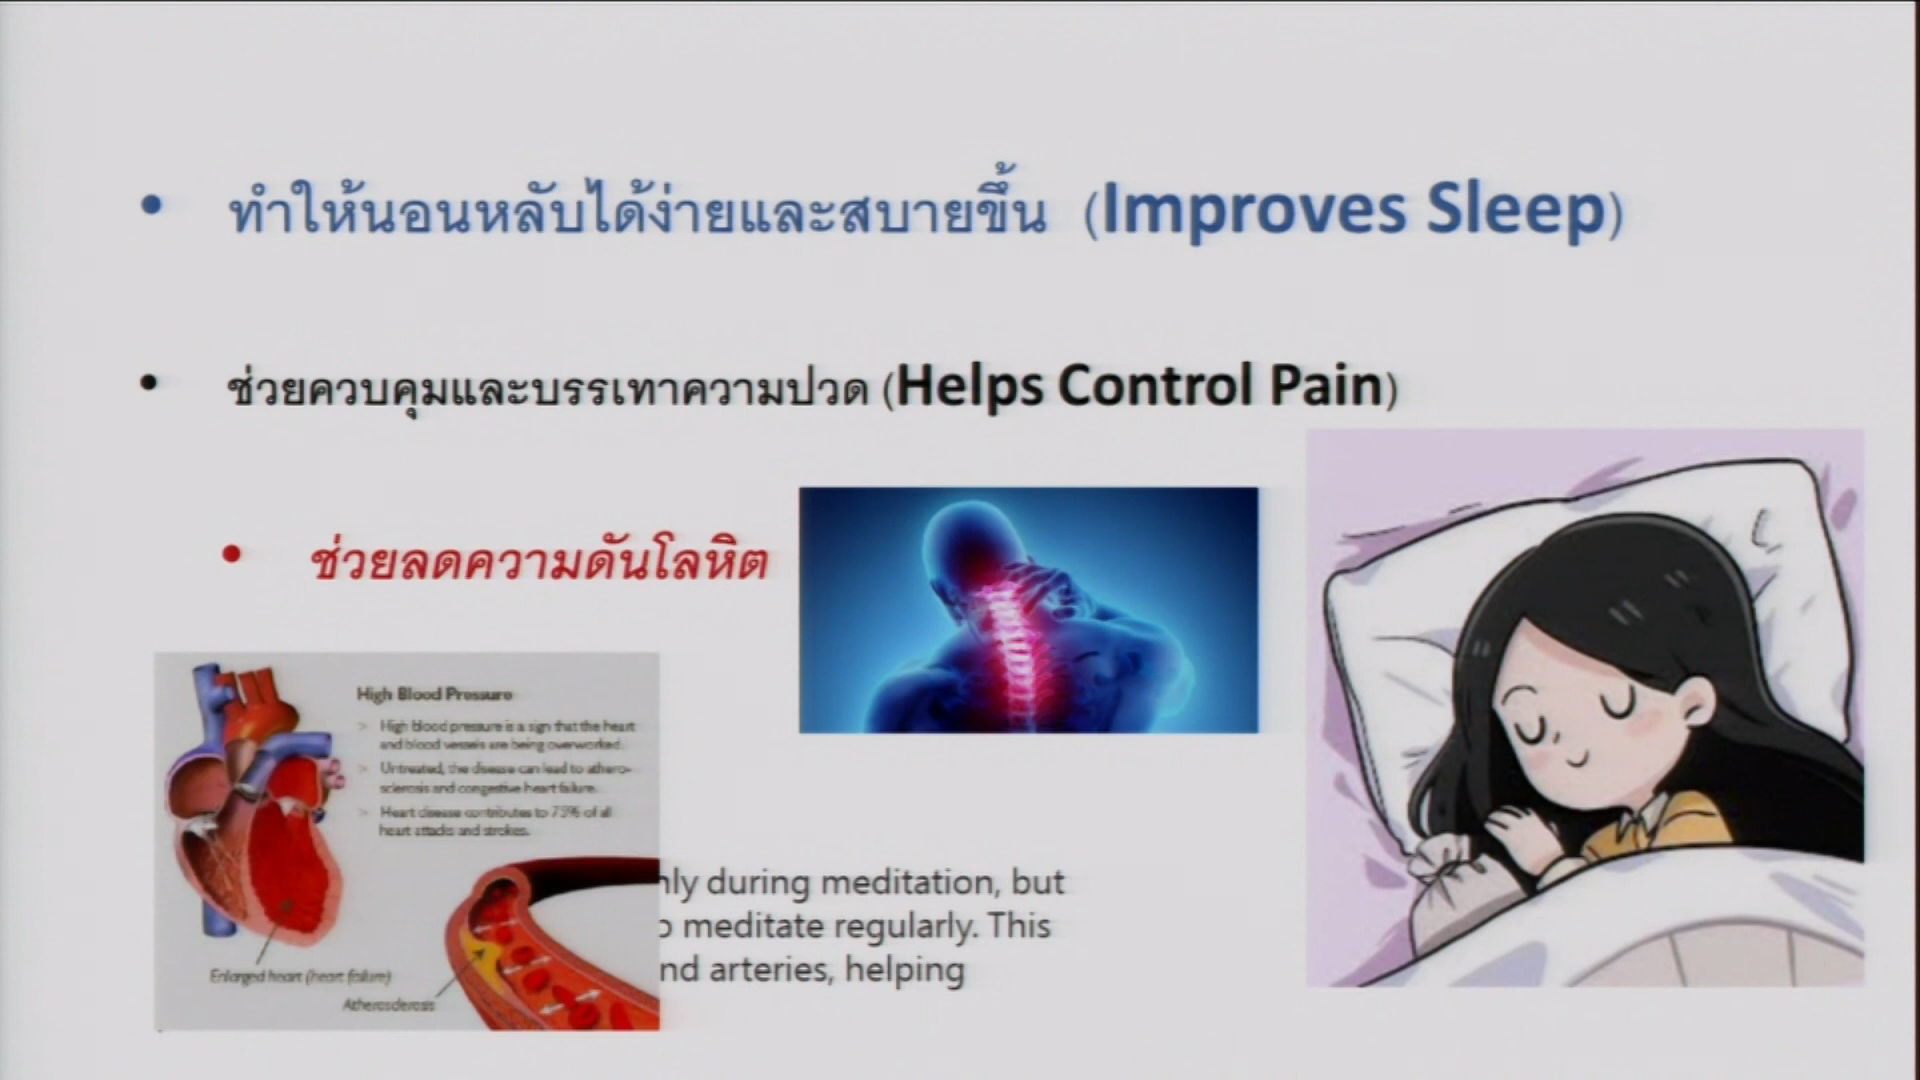 • ทำให้นอนหลับได้ง่ายและสบายขึ้น (Improves Sleep)
• ช่วยควบคุมและบรรเทาความปวด (Helps Control Pain)
• ช่วยลดความดันโลหิต
High Blood Pressure
> High blood pressure is a sign that the heart
and blood vessels are being overworked.
> Untreated, the disease can lead to athero-
sclerosis and congestive heart failure.
> Heart disease contributes to 75% of all
heart attacks and strokes.
Enlarged heart (heart failure)
Atherosclerosis
nly during meditation, but
o meditate regularly. This
nd arteries, helping